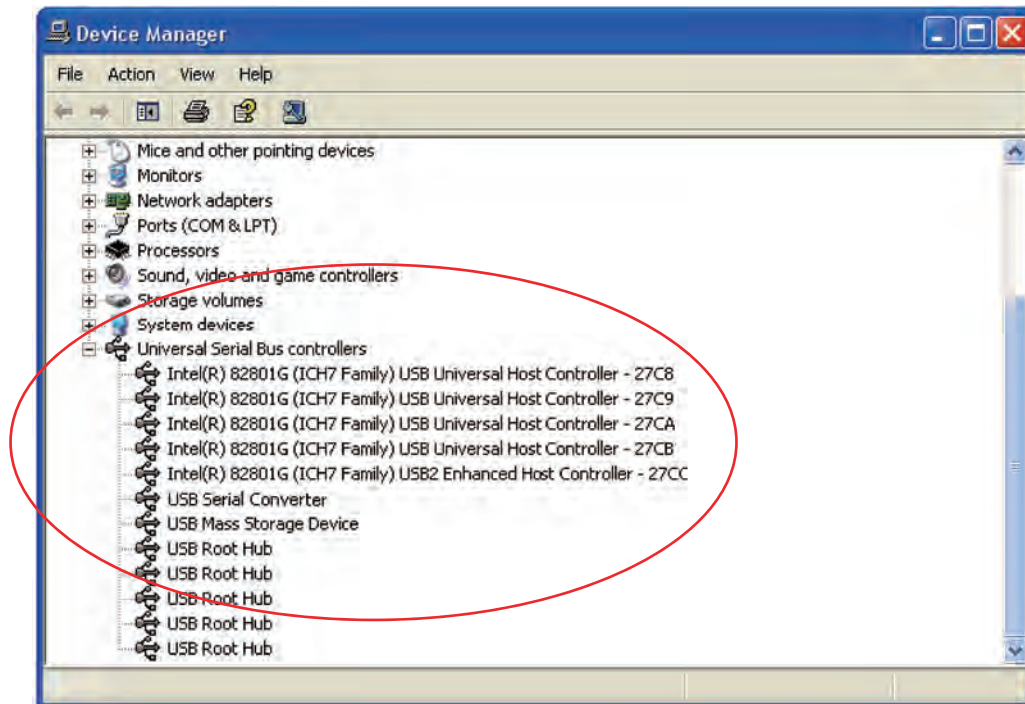 Device Manager
File Action View Help
Mice and other pointing devices
Monitors
Network adapters
Ports (COM & LPT)
Processors
Sound, video and game controllers
Storage volumes
System devices
Universal Serial Bus controllers
Intel(R) 82801G (ICH7 Family) USB Universal Host Controller - 27C8
Intel(R) 82801G (ICH7 Family) USB Universal Host Controller - 27C9
Intel(R) 82801G (ICH7 Family) USB Universal Host Controller - 27CA
Intel(R) 82801G (ICH7 Family) USB Universal Host Controller - 27CB
Intel(R) 82801G (ICH7 Family) USB2 Enhanced Host Controller - 27CC
USB Serial Converter
USB Mass Storage Device
USB Root Hub
USB Root Hub
USB Root Hub
USB Root Hub
USB Root Hub